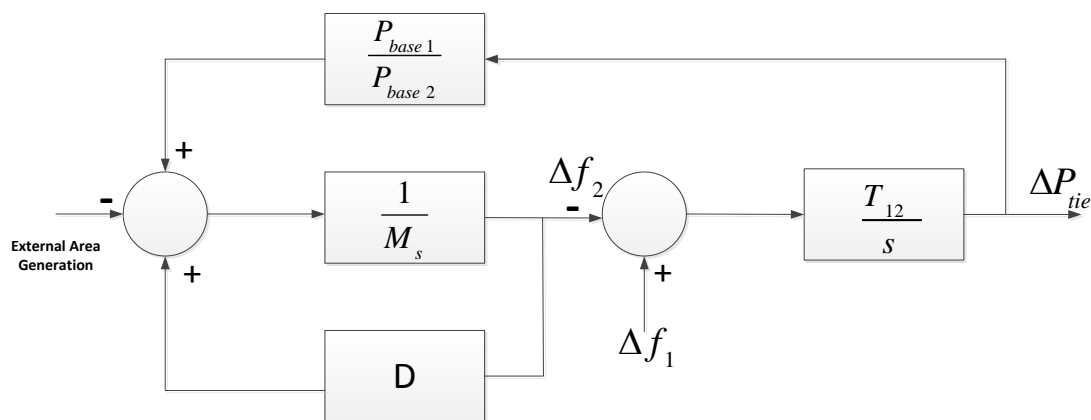 P_base 1
P_base 2
+
-
External Area
Generation
+
1
M_s
Δf_2
-
+
Δf_1
T_12
s
ΔP_tie
D